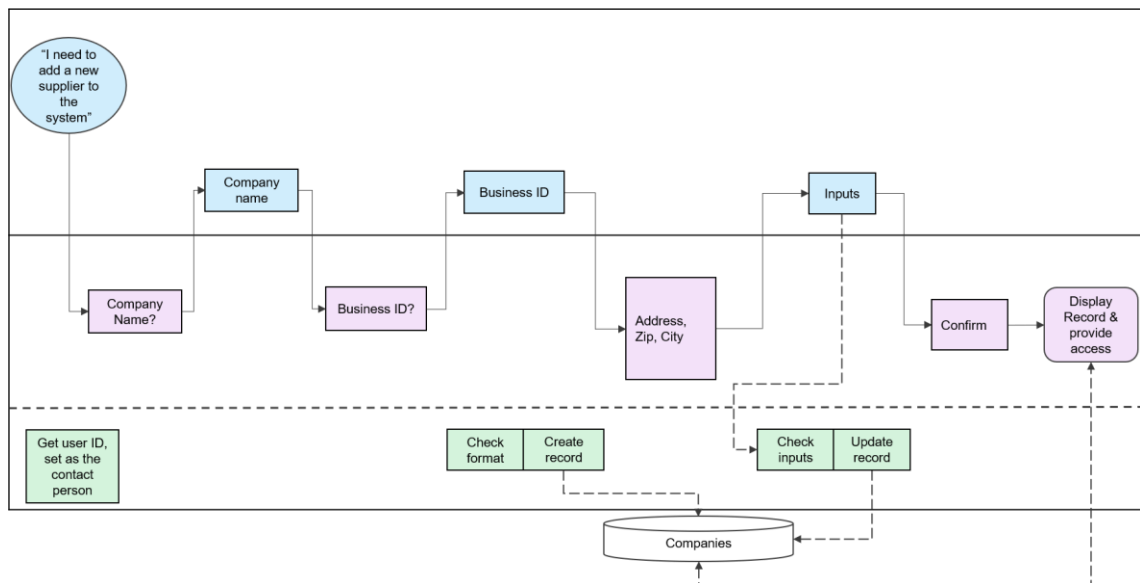 “I need to
add a new
supplier to
the
system”
Company
name
Business ID
Inputs
Company
Name?
Business ID?
Address,
Zip, City
Confirm
Display
Record &
provide
access
Get user ID,
set as the
contact
person
Check
format
Create
record
Check
inputs
Update
record
Companies